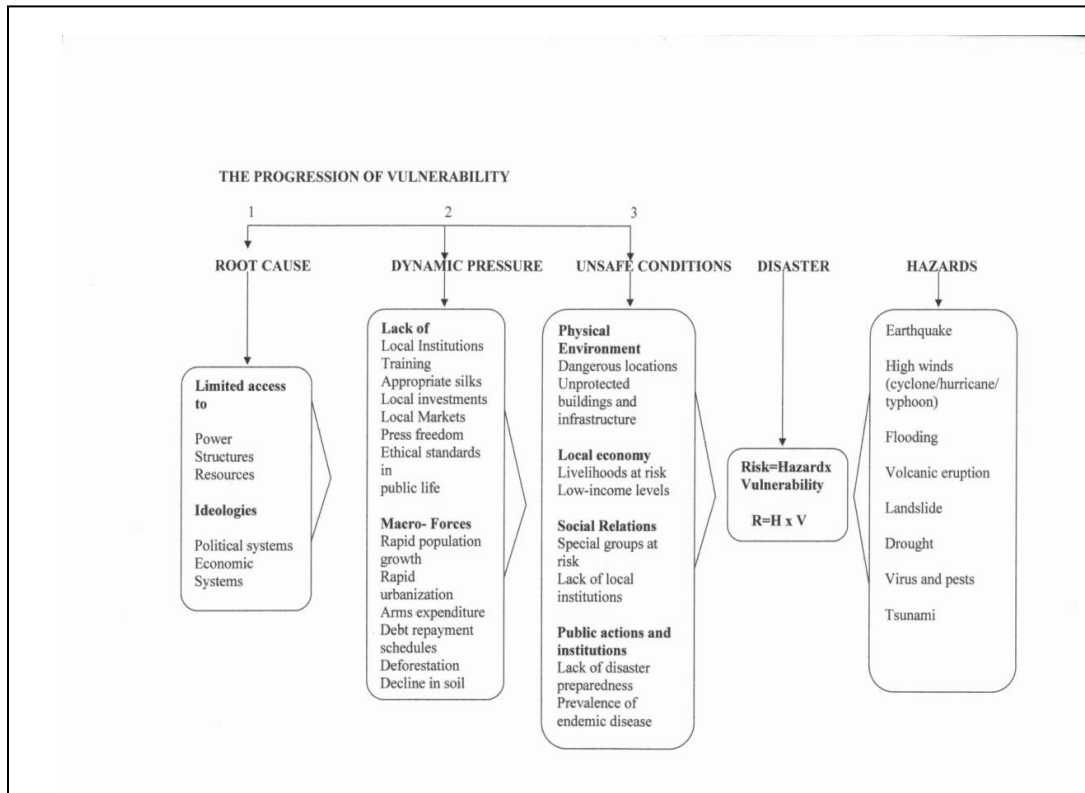 THE PROGRESSION OF VULNERABILITY
1
2
3
ROOT CAUSE
DYNAMIC PRESSURE
UNSAFE CONDITIONS
DISASTER
HAZARDS
Limited access
to
Power
Structures
Resources
Ideologies
Political systems
Economic
Systems
Lack of
Local Institutions
Training
Appropriate silks
Local investments
Local Markets
Press freedom
Ethical standards
in
public life
Macro- Forces
Rapid population
growth
Rapid
urbanization
Arms expenditure
Debt repayment
schedules
Deforestation
Decline in soil
Physical
Environment
Dangerous locations
Unprotected
buildings and
infrastructure
Local economy
Livelihoods at risk
Low-income levels
Social Relations
Special groups at
risk
Lack of local
institutions
Public actions and
institutions
Lack of disaster
preparedness
Prevalence of
endemic disease
Risk=Hazardx
Vulnerability
R=H x V
Earthquake
High winds
(cyclone/hurricane/
typhoon)
Flooding
Volcanic eruption
Landslide
Drought
Virus and pests
Tsunami